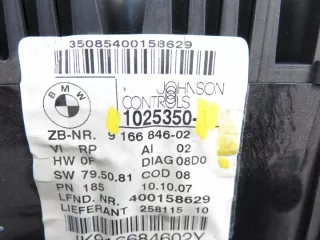 35085400158629
BMW
JOHNSON
CONTROLS
1025350-
ZB-NR. 9 166 846-02
VI RP AI 02
HW 0F DIAG 08D0
SW 79.50.81 COD 08
PN 185 10.10.07
LFND. NR. 400158629
LIEFERANT 258115 10